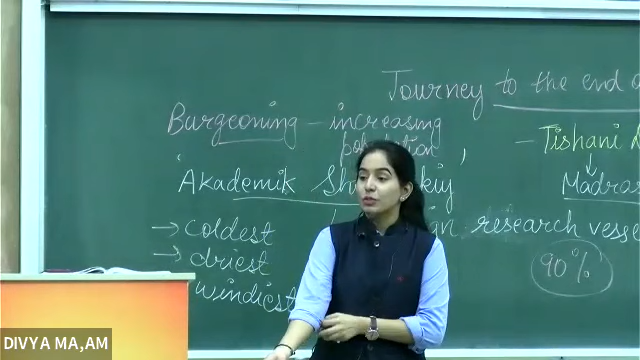 Journey to the end o
Burgeoning - increasing
population
- Tishani
Madras
'Akademik Sh kiy'
→ coldest
research vesse
→ driest
90%
windiest
DIVYA MA,AM